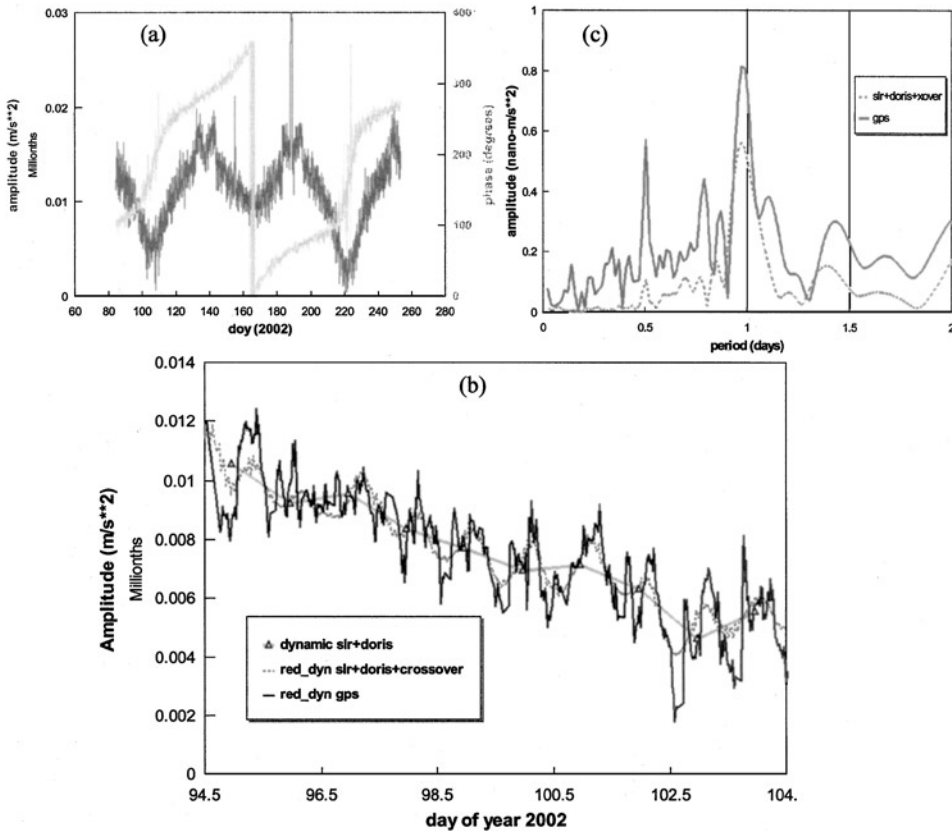 (a)
0.03
0.02
0.01
0
400
300
200
100
0
amplitude (m/s**2)
Millionths
phase (degrees)
60 80 100 120 140 160 180 200 220 240 260 280
doy (2002)
(c)
1
0.8
0.6
0.4
0.2
0
amplitude (nano-m/s**2)
slr+doris+xover
gps
0 0.5 1 1.5 2
period (days)
(b)
0.014
0.012
0.01
0.008
0.006
0.004
0.002
0
Amplitude (m/s**2)
Millionths
dynamic slr+doris
red_dyn slr+doris+crossover
red_dyn gps
94.5 96.5 98.5 100.5 102.5 104.
day of year 2002